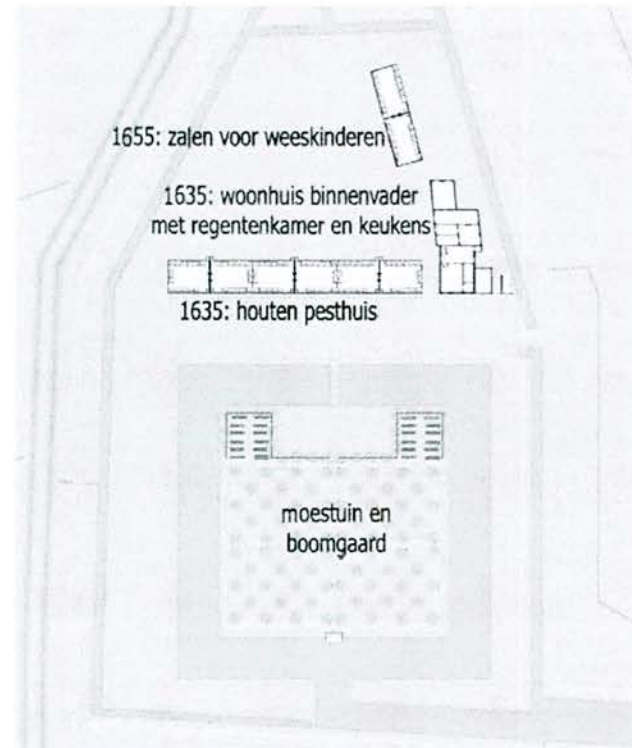 1655: zalen voor weeskinderen
1635: woonhuis binnenvader
met regentenkamer en keukens
1635: houten pesthuis
moestuin en
boomgaard